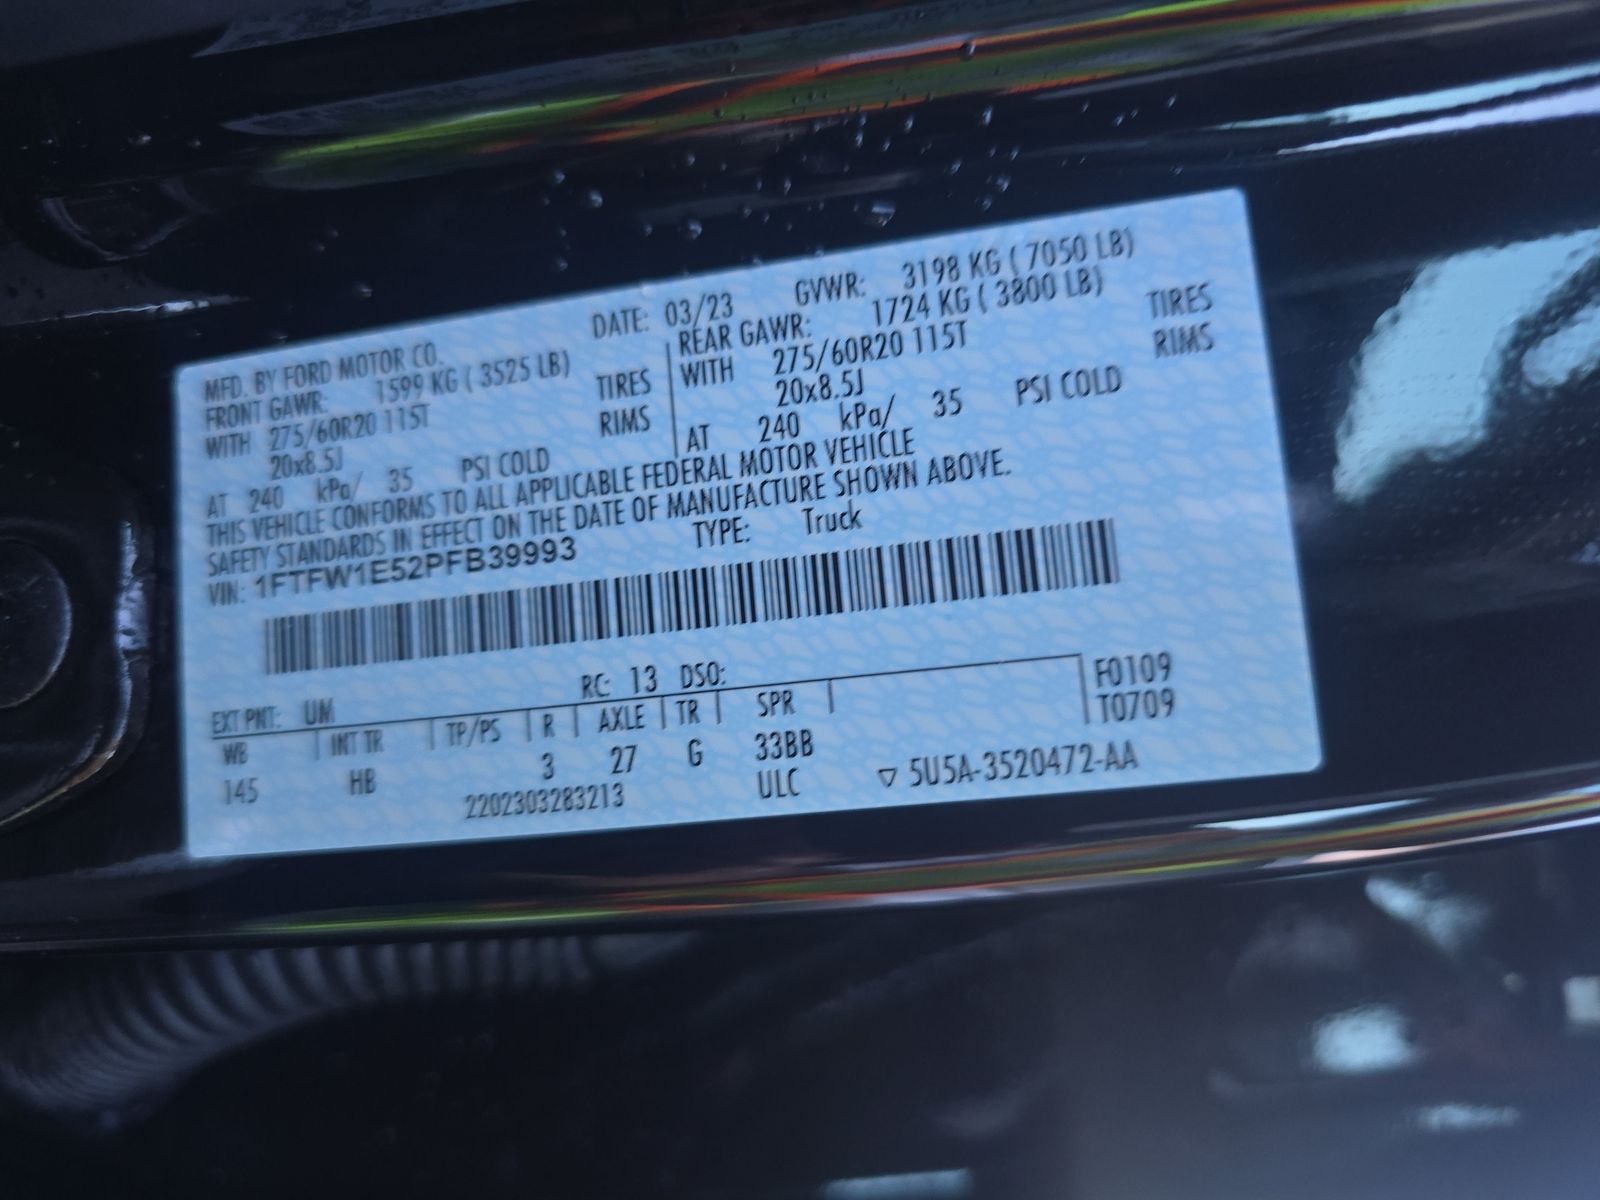 MFD. BY FORD MOTOR CO. DATE: 03/23 GVWR: 3198 KG ( 7050 LB)
FRONT GAWR: 1599 KG ( 3525 LB) REAR GAWR: 1724 KG ( 3800 LB)
WITH 275/60R20 115T TIRES WITH 275/60R20 115T TIRES
20x8.5J RIMS 20x8.5J RIMS
AT 240 kPa/ 35 PSI COLD AT 240 kPa/ 35 PSI COLD
THIS VEHICLE CONFORMS TO ALL APPLICABLE FEDERAL MOTOR VEHICLE
SAFETY STANDARDS IN EFFECT ON THE DATE OF MANUFACTURE SHOWN ABOVE.
VIN: 1FTFW1E52PFB39993 TYPE: Truck
EXT PNT: UM RC: 13 DSO: F0109
WB INT TR TP/PS R AXLE TR SPR T0709
145 HB 3 27 G 33BB
2202303283213 ULC ▽ 5U5A-3520472-AA